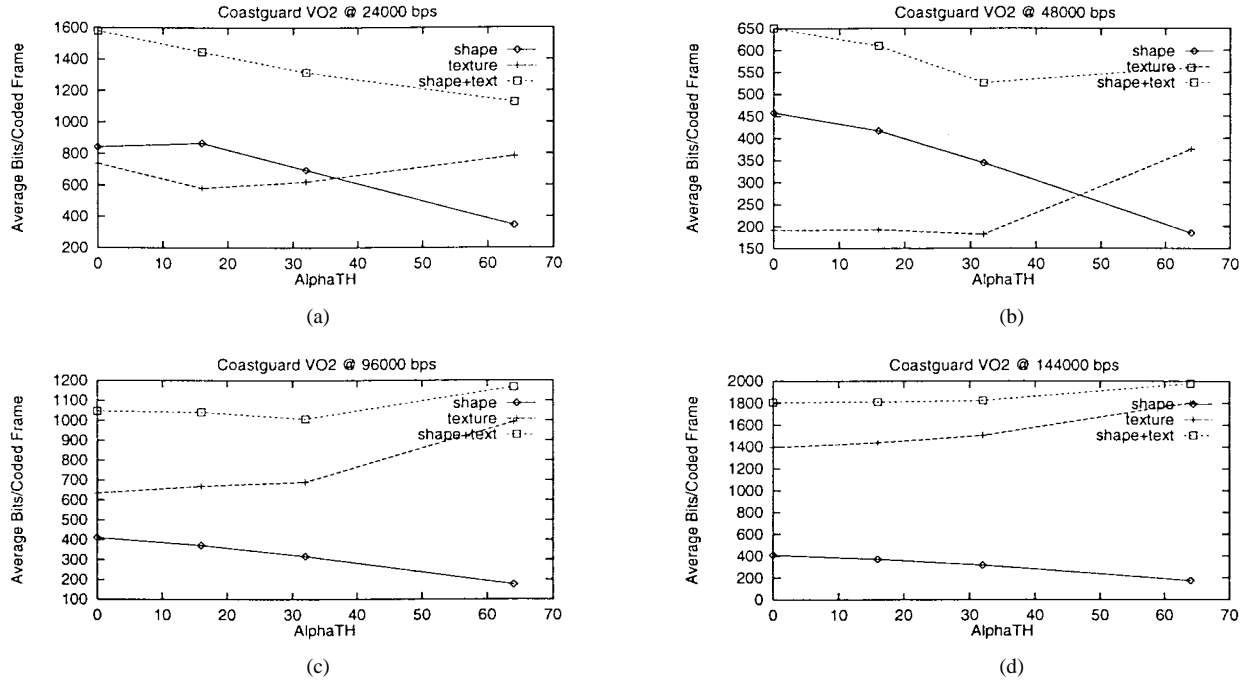 Coastguard VO2 @ 24000 bps
Average Bits/Coded Frame
1600
1400
1200
1000
800
600
400
200
0 10 20 30 40 50 60 70
AlphaTH
shape
texture
shape+text
(a)
Coastguard VO2 @ 48000 bps
Average Bits/Coded Frame
650
600
550
500
450
400
350
300
250
200
150
0 10 20 30 40 50 60 70
AlphaTH
shape
texture
shape+text
(b)
Coastguard VO2 @ 96000 bps
Average Bits/Coded Frame
1200
1100
1000
900
800
700
600
500
400
300
200
100
0 10 20 30 40 50 60 70
AlphaTH
shape
texture
shape+text
(c)
Coastguard VO2 @ 144000 bps
Average Bits/Coded Frame
2000
1800
1600
1400
1200
1000
800
600
400
200
0
0 10 20 30 40 50 60 70
AlphaTH
shape
texture
shape+text
(d)